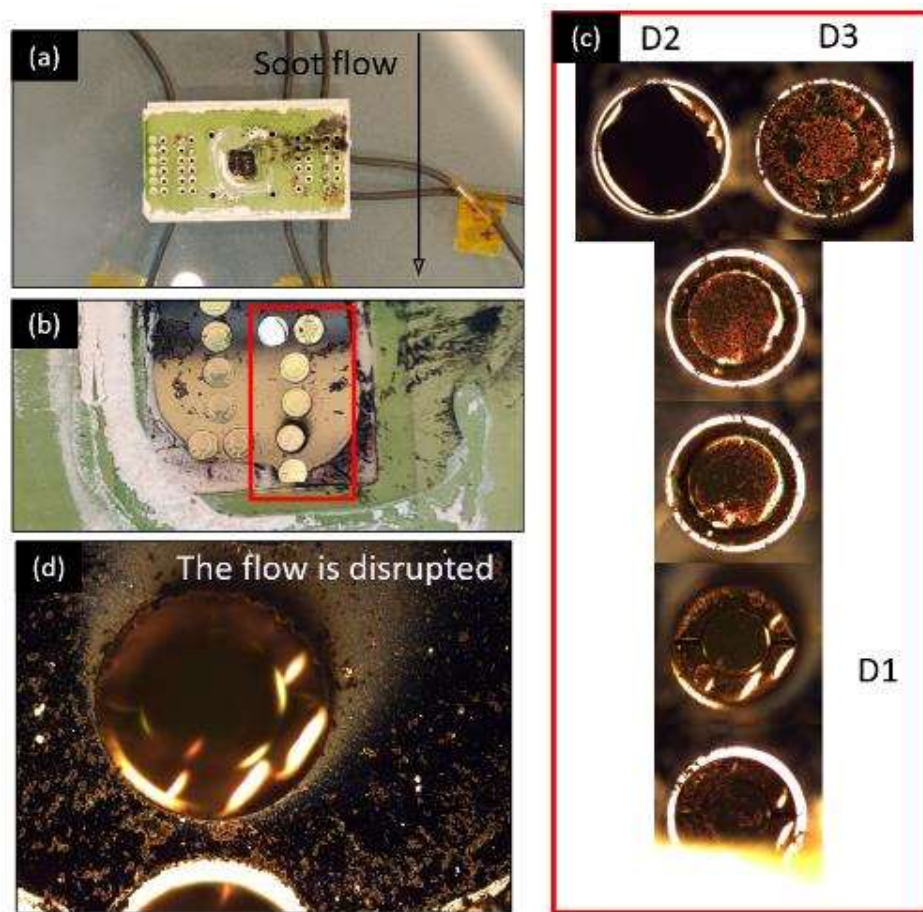 (a)
Soot flow
(b)
(c)
D2
D3
D1
(d)
The flow is disrupted